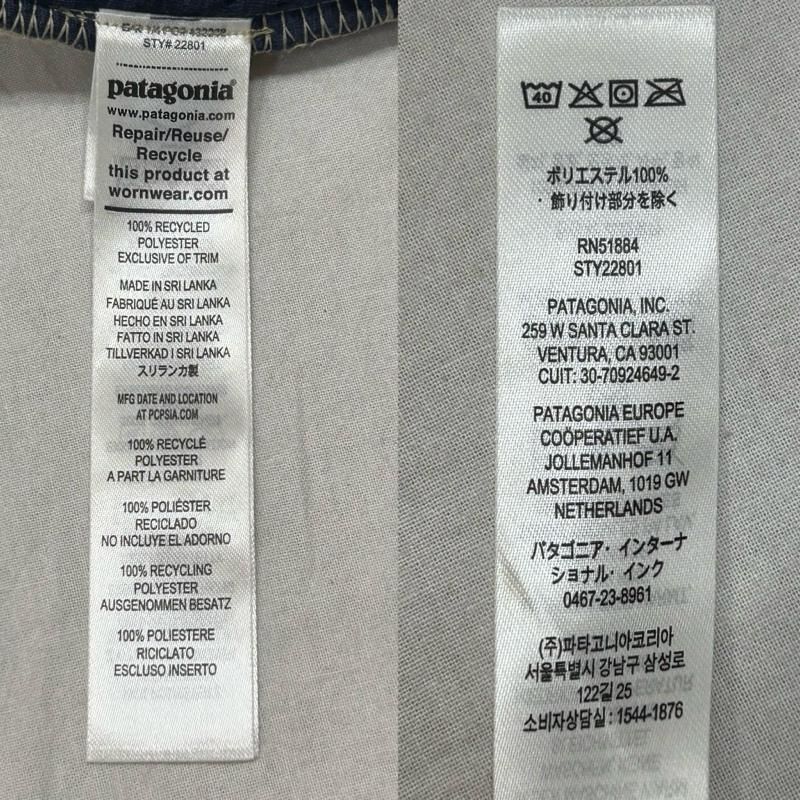 STY# 22801
patagonia®
www.patagonia.com
Repair/Reuse/
Recycle
this product at
wornwear.com
100% RECYCLED
POLYESTER
EXCLUSIVE OF TRIM
MADE IN SRI LANKA
FABRIQUÉ AU SRI LANKA
HECHO EN SRI LANKA
FATTO IN SRI LANKA
TILLVERKAD I SRI LANKA
スリランカ製
MFG DATE AND LOCATION
AT PCPSIA.COM
100% RECYCLÉ
POLYESTER
A PART LA GARNITURE
100% POLIÉSTER
RECICLADO
NO INCLUYE EL ADORNO
100% RECYCLING
POLYESTER
AUSGENOMMEN BESATZ
100% POLIESTERE
RICICLATO
ESCLUSO INSERTO
40
ポリエステル100%
・飾り付け部分を除く
RN51884
STY22801
PATAGONIA, INC.
259 W SANTA CLARA ST.
VENTURA, CA 93001
CUIT: 30-70924649-2
PATAGONIA EUROPE
COÖPERATIEF U.A.
JOLLEMANHOF 11
AMSTERDAM, 1019 GW
NETHERLANDS
パタゴニア・インターナ
ショナル・インク
0467-23-8961
(주)파타고니아코리아
서울특별시 강남구 삼성로
122길 25
소비자상담실 : 1544-1876